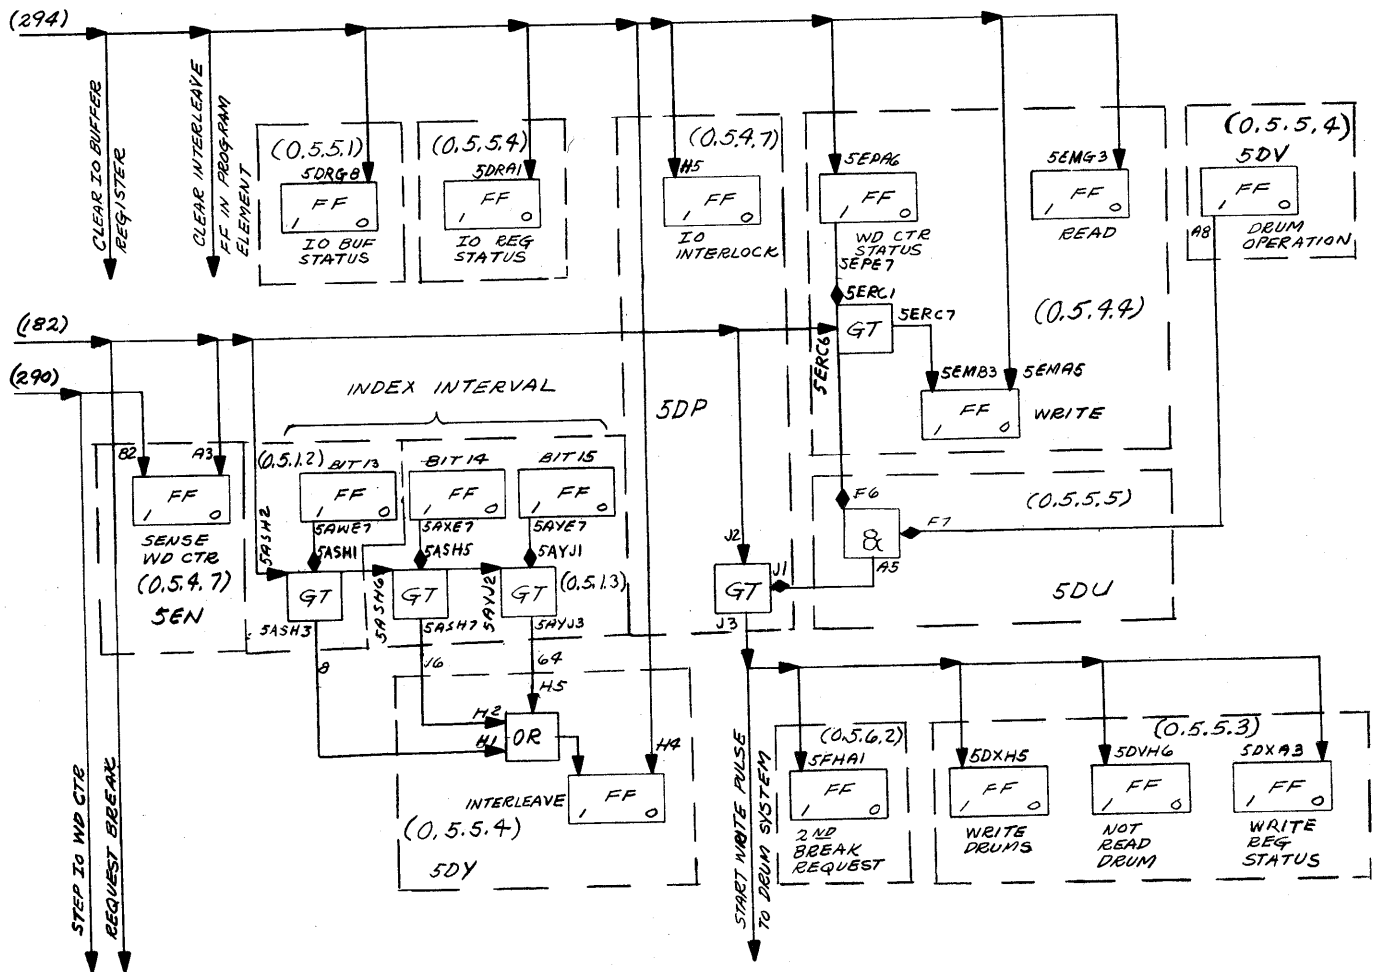 (294)
CLEAR IO BUFFER
REGISTER
CLEAR INTERLEAVE
FF IN PROGRAM
ELEMENT
(0.5.5.1)
5DRG8
FF
1 0
IO BUF
STATUS
(0.5.5.4)
5DRA1
FF
1 0
IO REG
STATUS
(0.5.4.7)
H5
FF
1 0
IO
INTERLOCK
5EPA6
FF
1 0
WD CTR
STATUS
5EPE7
5EMG3
FF
1 0
READ
(0.5.5.4)
5DV
FF
1 0
A8
DRUM
OPERATION
5ERC1
GT
5ERC7
5ERC6
(0.5.4.4)
(182)
(290)
5EMB3
5EMA5
FF
1 0
WRITE
INDEX INTERVAL
5DP
B2
A3
FF
1 0
SENSE
WD CTR
(0.5.4.7)
5EN
(0.5.1.2)
BIT 13
FF
1 0
5AWE7
5ASH1
5ASH2
GT
5ASH3
8
BIT 14
FF
1 0
5AXE7
5ASH5
5ASH6
GT
5ASH7
16
BIT 15
FF
1 0
5AYE7
5AYJ1
5AYJ2
GT
(0.5.1.3)
5AYJ3
64
J2
J1
GT
J3
F6
(0.5.5.5)
&
F7
A5
5DU
H5
H2
H1
OR
H4
INTERLEAVE
FF
1 0
(0.5.5.4)
5DY
STEP IO WD CTR
REQUEST BREAK
START WRITE PULSE
TO DRUM SYSTEM
(0.5.6.2)
5FHA1
FF
1 0
2ND
BREAK
REQUEST
(0.5.5.3)
5DXH5
FF
1 0
WRITE
DRUMS
5DVH6
FF
1 0
NOT
READ
DRUM
5DXA3
FF
1 0
WRITE
REG
STATUS